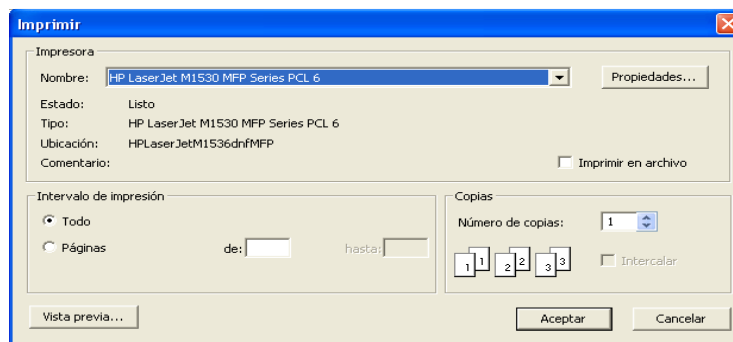 Imprimir
Impresora
Nombre: HP LaserJet M1530 MFP Series PCL 6 Propiedades...
Estado: Listo
Tipo: HP LaserJet M1530 MFP Series PCL 6
Ubicación: HPLaserJetM1536dnfMFP
Comentario: Imprimir en archivo
Intervalo de impresión
Todo
Páginas de: hasta:
Copias
Número de copias: 1
1 1 2 2 3 3 Intercalar
Vista previa... Aceptar Cancelar